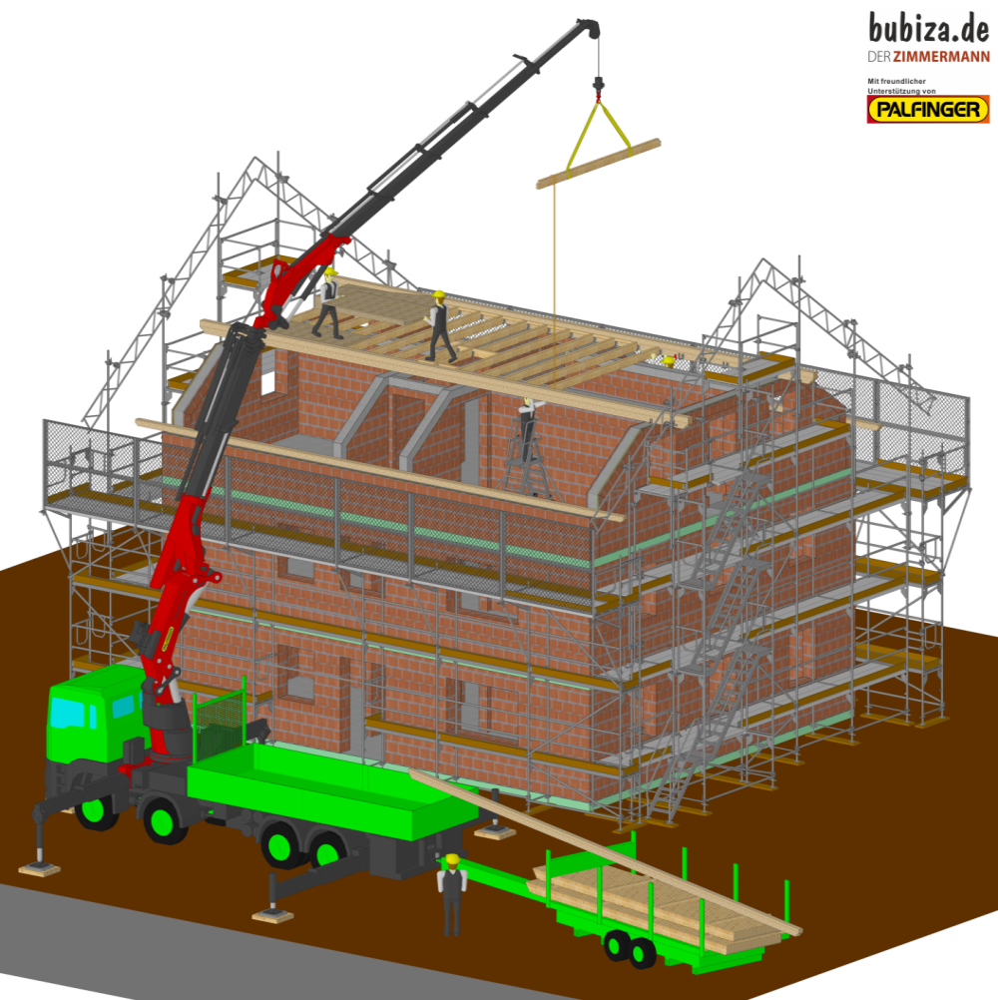 bubiza.de
DER ZIMMERMANN
Mit freundlicher
Unterstützung von
PALFINGER